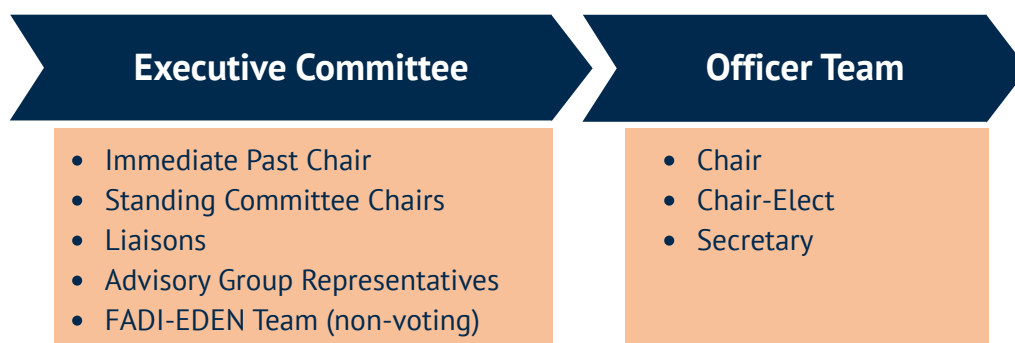 Executive Committee
• Immediate Past Chair
• Standing Committee Chairs
• Liaisons
• Advisory Group Representatives
• FADI-EDEN Team (non-voting)
Officer Team
• Chair
• Chair-Elect
• Secretary